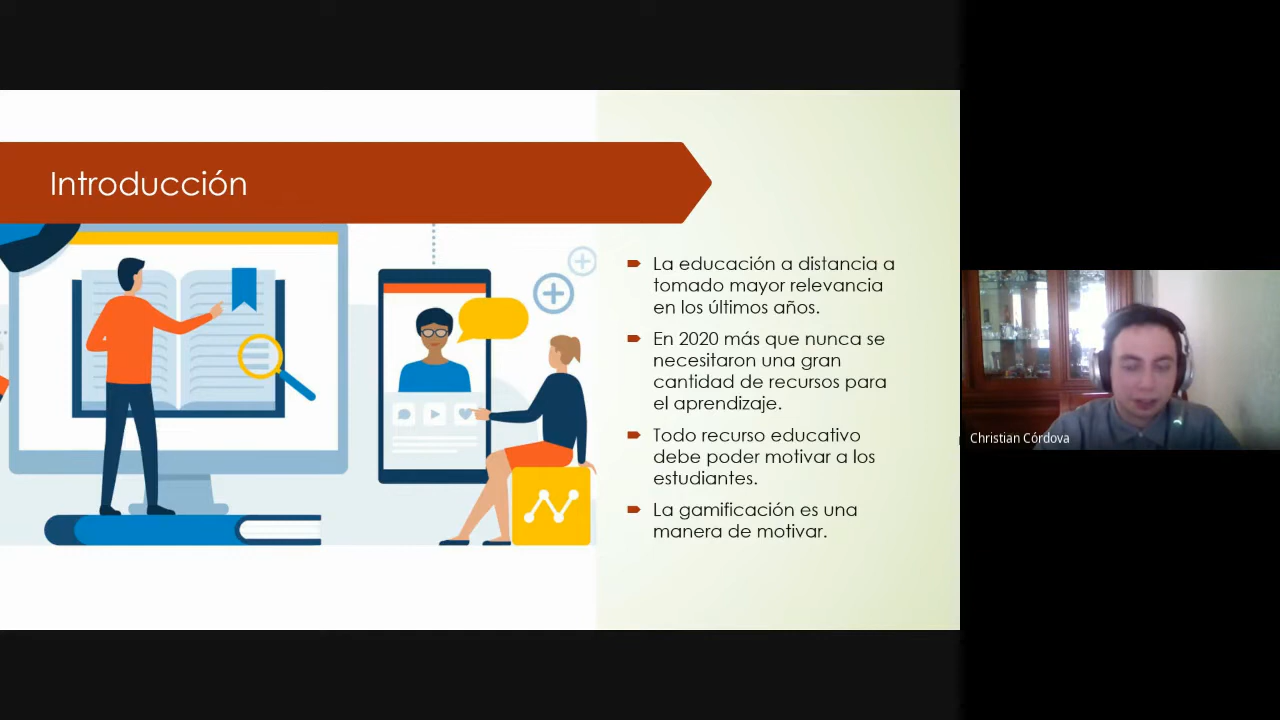 Introducción
La educación a distancia a
tomado mayor relevancia
en los últimos años.
En 2020 más que nunca se
necesitaron una gran
cantidad de recursos para
el aprendizaje.
Todo recurso educativo
debe poder motivar a los
estudiantes.
La gamificación es una
manera de motivar.
Christian Córdova